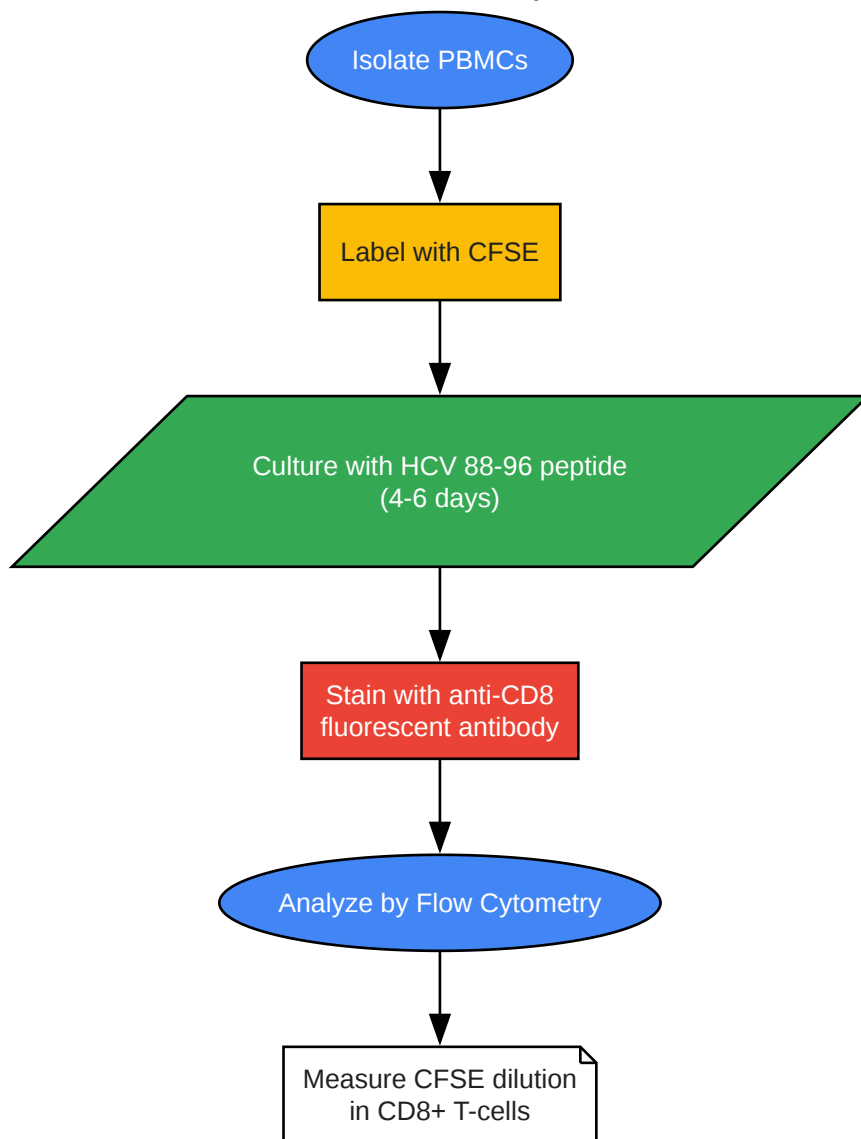 Isolate PBMCs
Label with CFSE
Culture with HCV 88-96 peptide
(4-6 days)
Stain with anti-CD8
fluorescent antibody
Analyze by Flow Cytometry
Measure CFSE dilution
in CD8+ T-cells